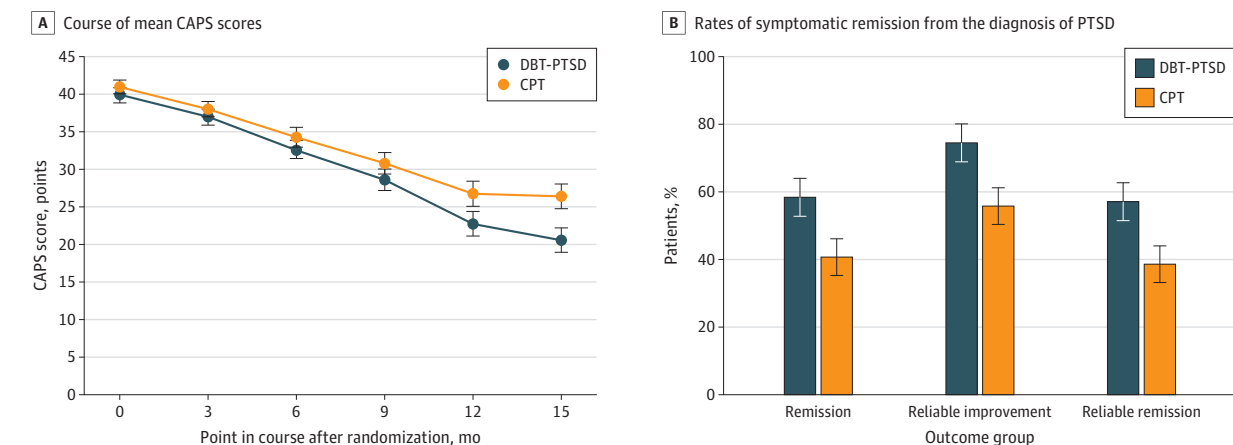 A Course of mean CAPS scores
45
40
35
30
25
20
15
10
5
0
CAPS score, points
DBT-PTSD
CPT
0 3 6 9 12 15
Point in course after randomization, mo
B Rates of symptomatic remission from the diagnosis of PTSD
100
80
60
40
20
0
Patients, %
DBT-PTSD
CPT
Remission Reliable improvement Reliable remission
Outcome group